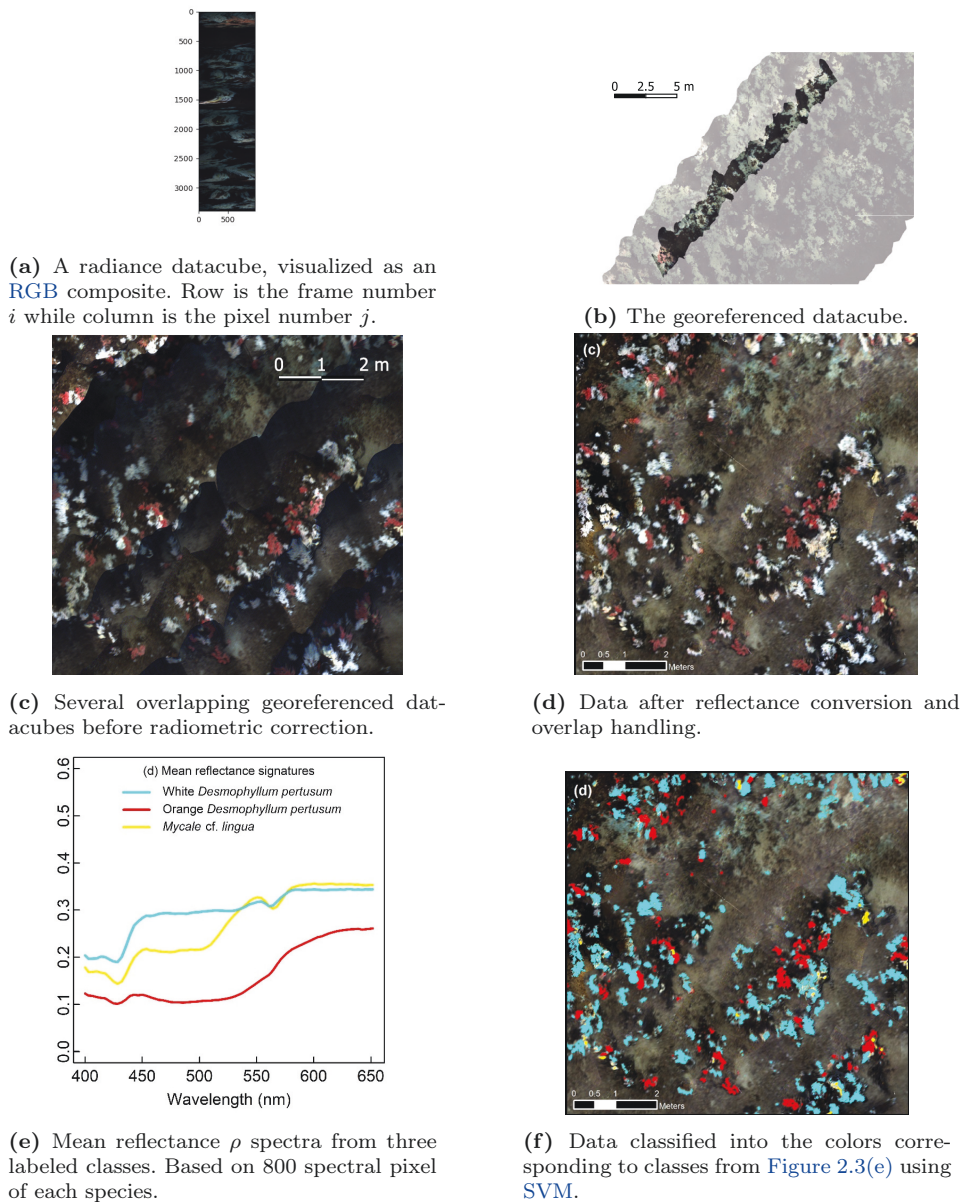 0
500
1000
1500
2000
2500
3000
0 500
(a) A radiance datacube, visualized as an
RGB composite. Row is the frame number
i while column is the pixel number j.
0 2.5 5 m
(b) The georeferenced datacube.
0 1 2 m
(c) Several overlapping georeferenced dat-
acubes before radiometric correction.
(c)
0 0·5 1 2
Meters
(d) Data after reflectance conversion and
overlap handling.
0.6
0.5
0.4
0.3
0.2
0.1
0.0
(d) Mean reflectance signatures
White Desmophyllum pertusum
Orange Desmophyllum pertusum
Mycale cf. lingua
400 450 500 550 600 650
Wavelength (nm)
(e) Mean reflectance ρ spectra from three
labeled classes. Based on 800 spectral pixel
of each species.
(d)
0 0·5 1 2
Meters
(f) Data classified into the colors corre-
sponding to classes from Figure 2.3(e) using
SVM.